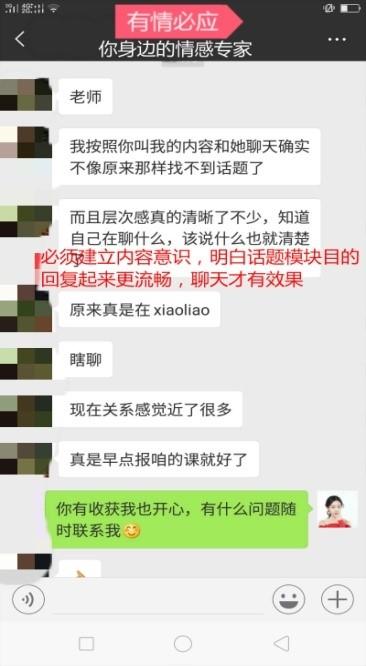 有情必应
你身边的情感专家
老师
我按照你叫我的内容和她聊天确实
不像原来那样找不到话题了
而且层次感真的清晰了不少，知道
自己在聊什么，该说什么也就清楚
必须建立内容意识，明白话题模块目的
回复起来更流畅，聊天才有效果
原来真是在 xiaoliao
瞎聊
现在关系感觉近了很多
真是早点报咱的课就好了
你有收获我也开心，有什么问题随
时联系我